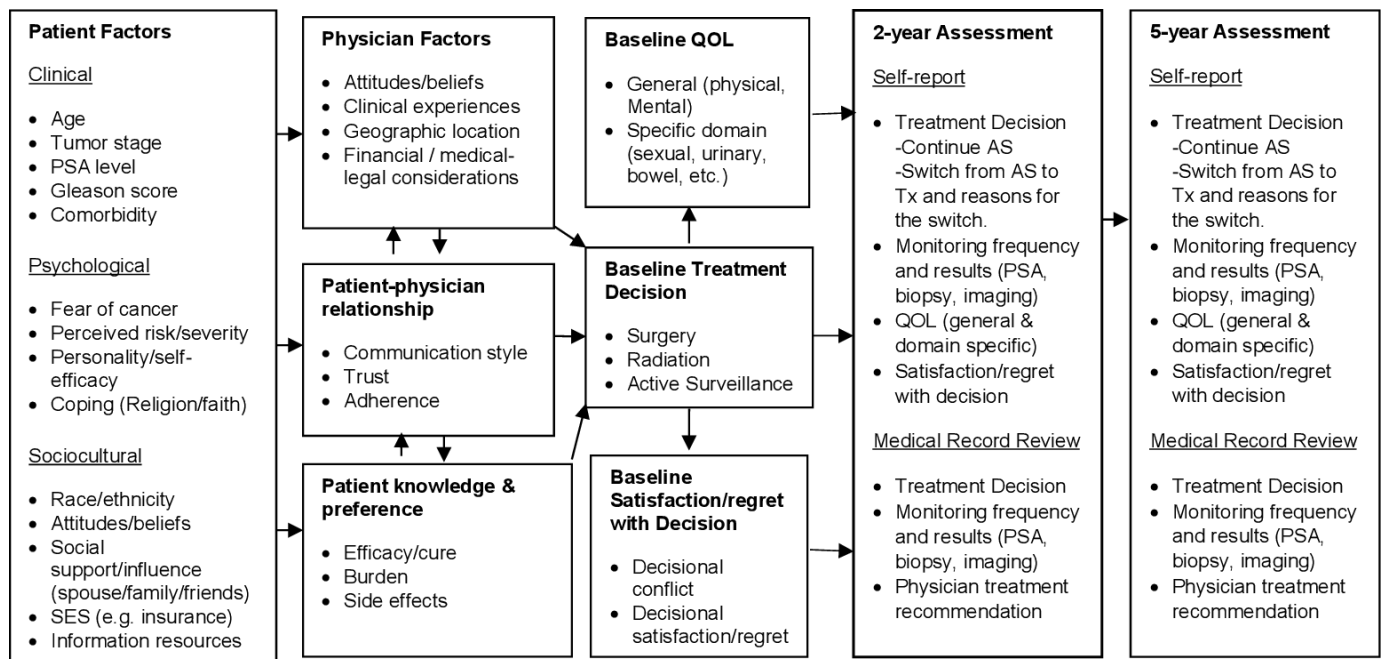 Patient Factors
Clinical
• Age
• Tumor stage
• PSA level
• Gleason score
• Comorbidity
Psychological
• Fear of cancer
• Perceived risk/severity
• Personality/self-
efficacy
• Coping (Religion/faith)
Sociocultural
• Race/ethnicity
• Attitudes/beliefs
• Social
support/influence
(spouse/family/friends)
• SES (e.g. insurance)
• Information resources
Physician Factors
• Attitudes/beliefs
• Clinical experiences
• Geographic location
• Financial / medical-
legal considerations
Patient-physician
relationship
• Communication style
• Trust
• Adherence
Patient knowledge &
preference
• Efficacy/cure
• Burden
• Side effects
Baseline QOL
• General (physical,
Mental)
• Specific domain
(sexual, urinary,
bowel, etc.)
Baseline Treatment
Decision
• Surgery
• Radiation
• Active Surveillance
Baseline
Satisfaction/regret
with Decision
• Decisional
conflict
• Decisional
satisfaction/regret
2-year Assessment
Self-report
• Treatment Decision
-Continue AS
-Switch from AS to
Tx and reasons for
the switch.
• Monitoring frequency
and results (PSA,
biopsy, imaging)
• QOL (general &
domain specific)
• Satisfaction/regret
with decision
Medical Record Review
• Treatment Decision
• Monitoring frequency
and results (PSA,
biopsy, imaging)
• Physician treatment
recommendation
5-year Assessment
Self-report
• Treatment Decision
-Continue AS
-Switch from AS to
Tx and reasons for
the switch.
• Monitoring frequency
and results (PSA,
biopsy, imaging)
• QOL (general &
domain specific)
• Satisfaction/regret
with decision
Medical Record Review
• Treatment Decision
• Monitoring frequency
and results (PSA,
biopsy, imaging)
• Physician treatment
recommendation